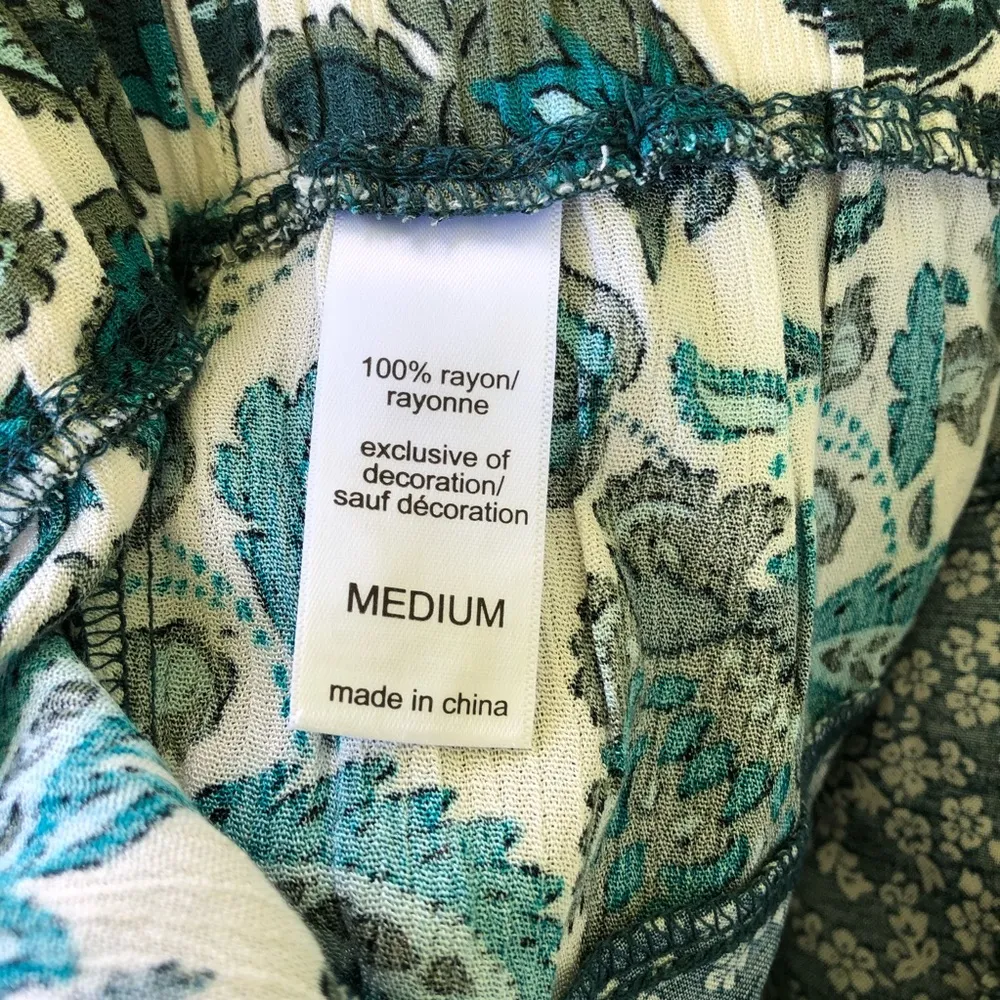 100% rayon/
rayonne
exclusive of
decoration/
sauf décoration
MEDIUM
made in china